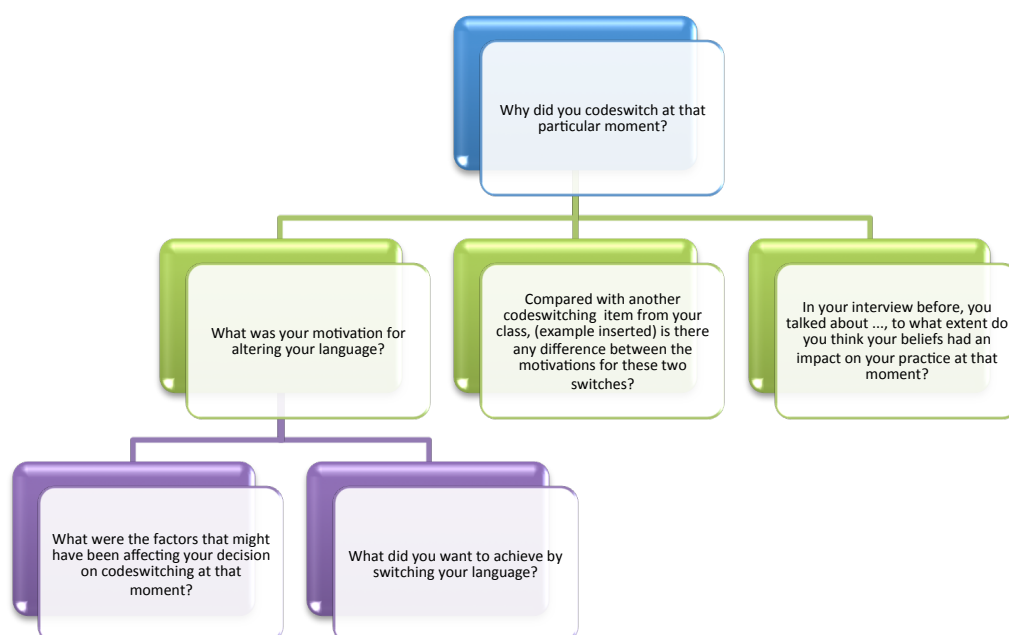 Why did you codeswitch at that
particular moment?
What was your motivation for
altering your language?
Compared with another
codeswitching item from your
class, (example inserted) is there
any difference between the
motivations for these two
switches?
In your interview before, you
talked about ..., to what extent do
you think your beliefs had an
impact on your practice at that
moment?
What were the factors that might
have been affecting your decision
on codeswitching at that
moment?
What did you want to achieve by
switching your language?